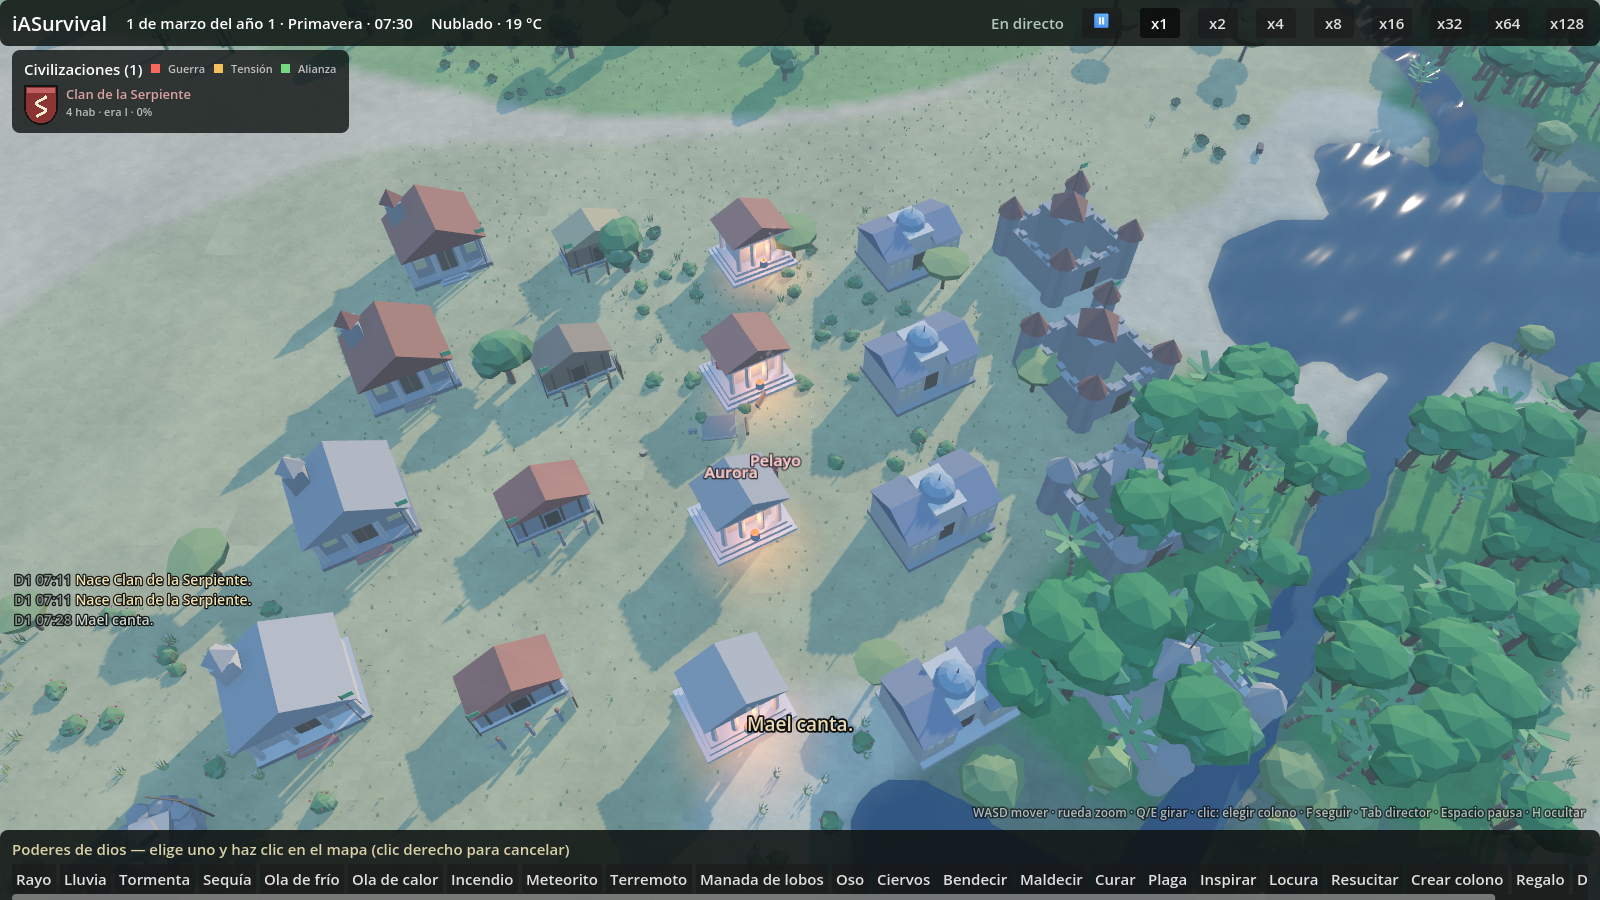 iASurvival 1 de marzo del año 1 · Primavera · 07:30 Nublado · 19 °C En directo x1 x2 x4 x8 x16 x32 x64 x128
Civilizaciones (1) Guerra Tensión Alianza
Clan de la Serpiente
4 hab · era I · 0%
Pelayo
Aurora
D1 07:11 Nace Clan de la Serpiente.
D1 07:11 Nace Clan de la Serpiente.
D1 07:28 Mael canta.
Mael canta.
WASD mover · rueda zoom · Q/E girar · clic: elegir colono · F seguir · Tab director · Espacio pausa · H ocultar
Poderes de dios — elige uno y haz clic en el mapa (clic derecho para cancelar)
Rayo Lluvia Tormenta Sequía Ola de frío Ola de calor Incendio Meteorito Terremoto Manada de lobos Oso Ciervos Bendecir Maldecir Curar Plaga Inspirar Locura Resucitar Crear colono Regalo D